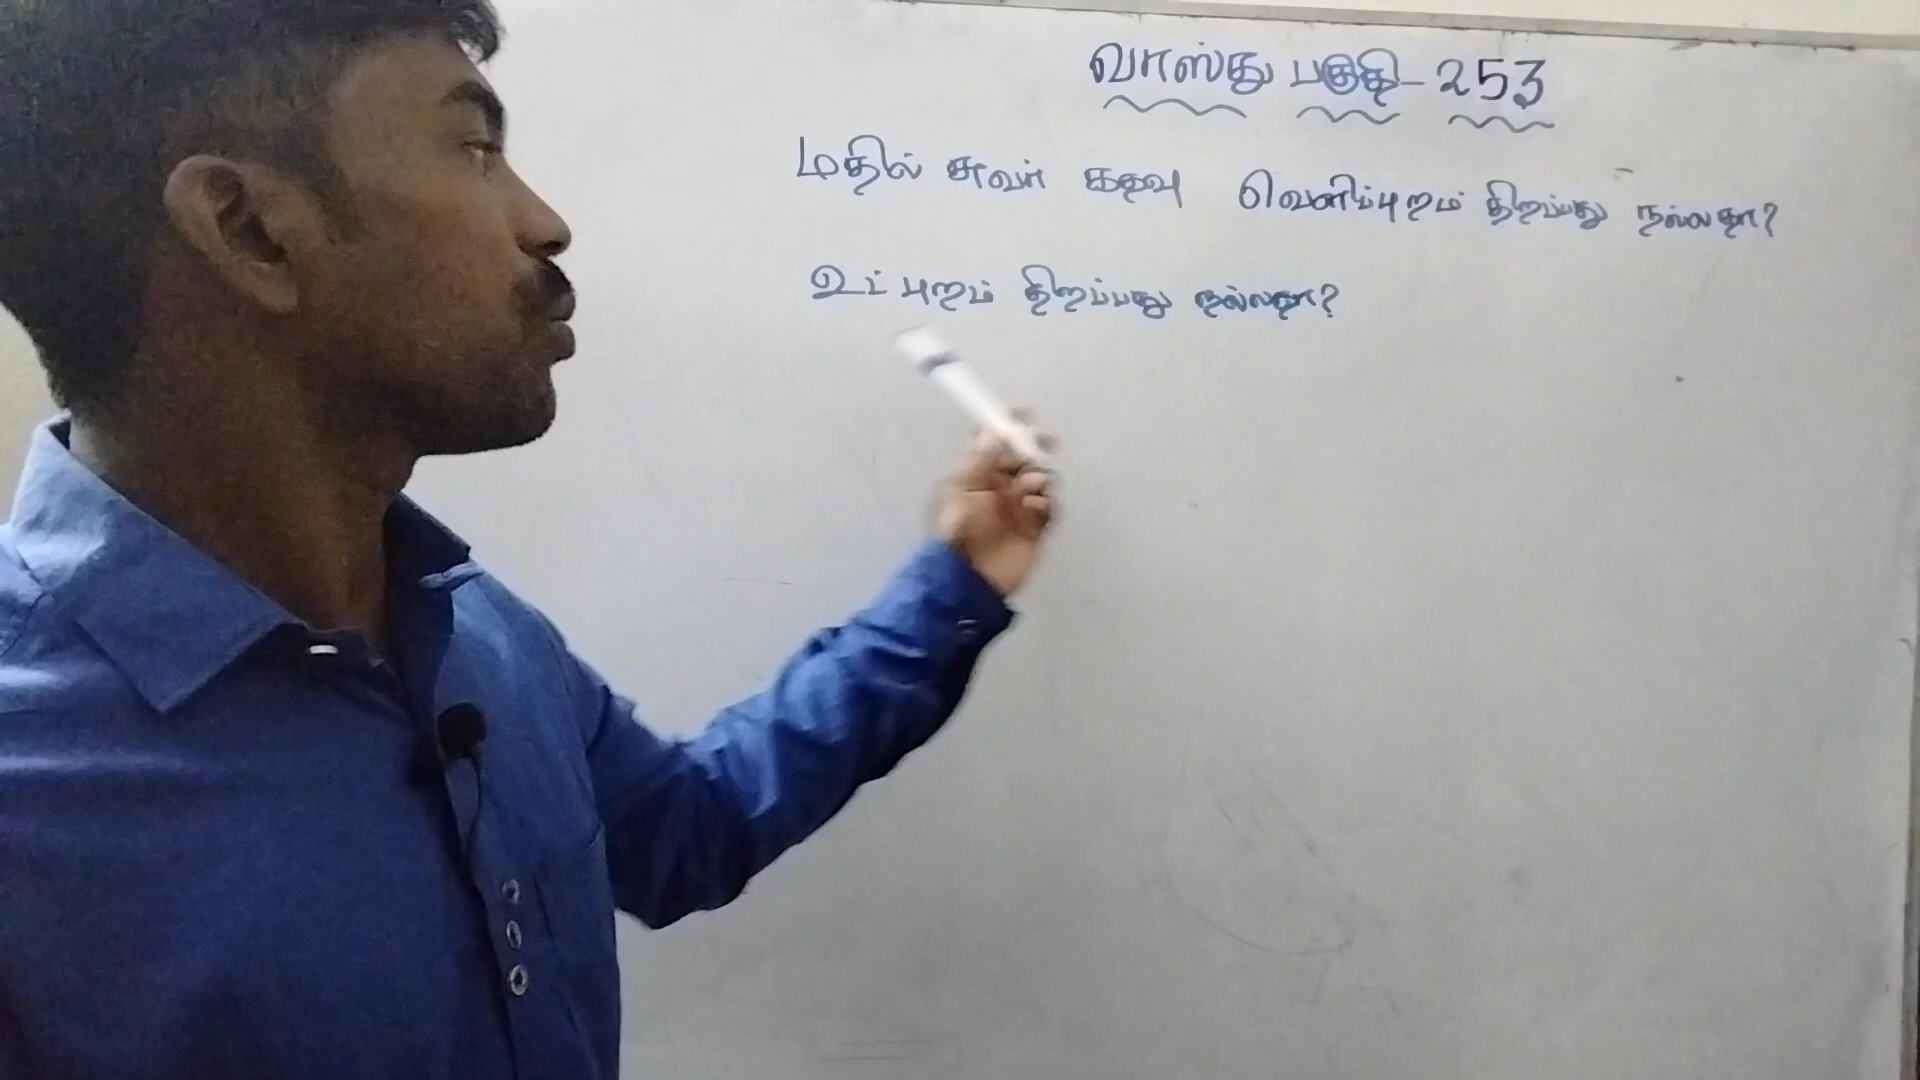 வாஸ்து பகுதி - 253
மதில் சுவர் கதவு வெளிப்புறம் திறப்பது நல்லதா?
உட்புறம் திறப்பது நல்லதா?